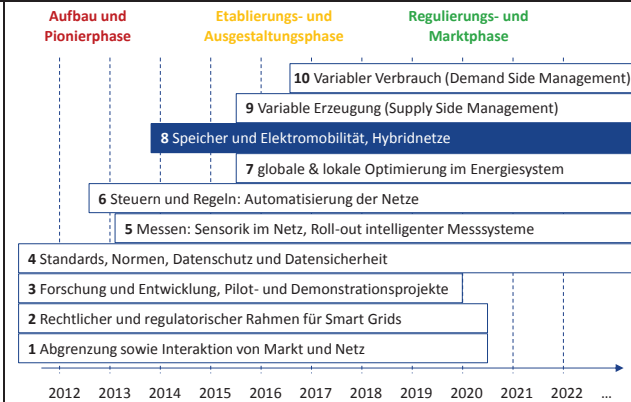 Aufbau und
Pionierphase
Etablierungs- und
Ausgestaltungsphase
Regulierungs- und
Marktphase
10 Variabler Verbrauch (Demand Side Management)
9 Variable Erzeugung (Supply Side Management)
8 Speicher und Elektromobilität, Hybridnetze
7 globale & lokale Optimierung im Energiesystem
6 Steuern und Regeln: Automatisierung der Netze
5 Messen: Sensorik im Netz, Roll-out intelligenter Messsysteme
4 Standards, Normen, Datenschutz und Datensicherheit
3 Forschung und Entwicklung, Pilot- und Demonstrationsprojekte
2 Rechtlicher und regulatorischer Rahmen für Smart Grids
1 Abgrenzung sowie Interaktion von Markt und Netz
2012 2013 2014 2015 2016 2017 2018 2019 2020 2021 2022 ...